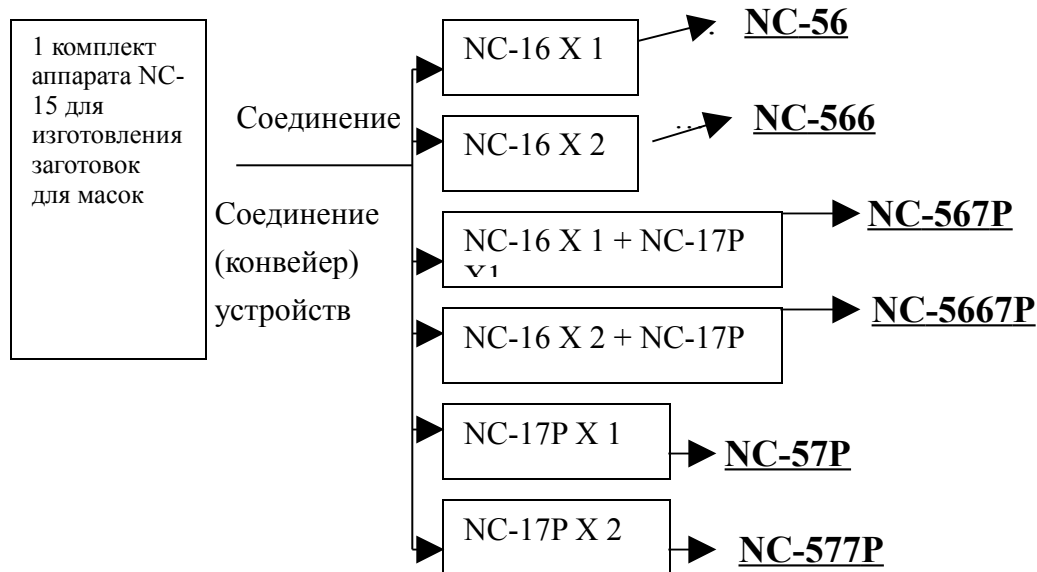 1 комплект
аппарата NC-
15 для
изготовления
заготовок
для масок
Соединение
Соединение
(конвейер)
устройств
NC-16 X 1
NC-56
NC-16 X 2
NC-566
NC-16 X 1 + NC-17P
X1
NC-567P
NC-16 X 2 + NC-17P
NC-5667P
NC-17P X 1
NC-57P
NC-17P X 2
NC-577P